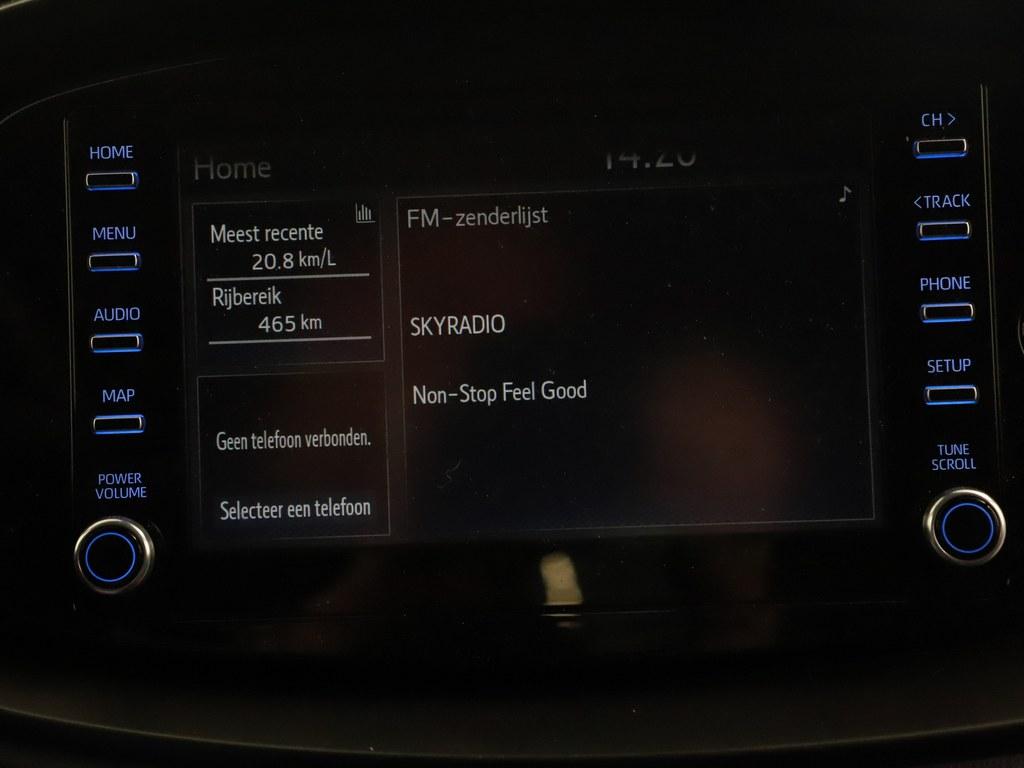 HOME
MENU
AUDIO
MAP
POWER
VOLUME
Home
Meest recente
20.8 km/L
Rijbereik
465 km
Geen telefoon verbonden.
Selecteer een telefoon
FM-zenderlijst
SKYRADIO
Non-Stop Feel Good
CH >
<TRACK
PHONE
SETUP
TUNE
SCROLL